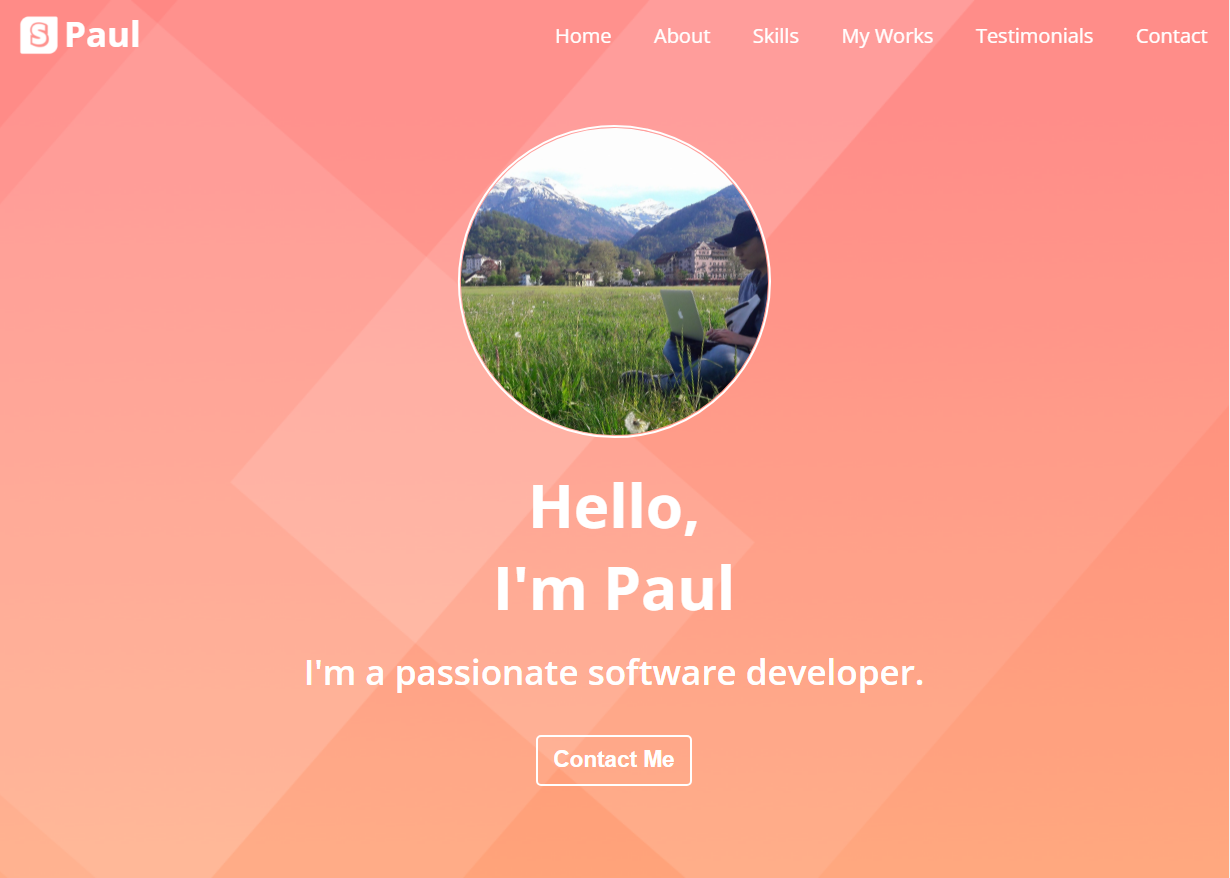 S Paul
Home About Skills My Works Testimonials Contact
Hello,
I'm Paul
I'm a passionate software developer.
Contact Me